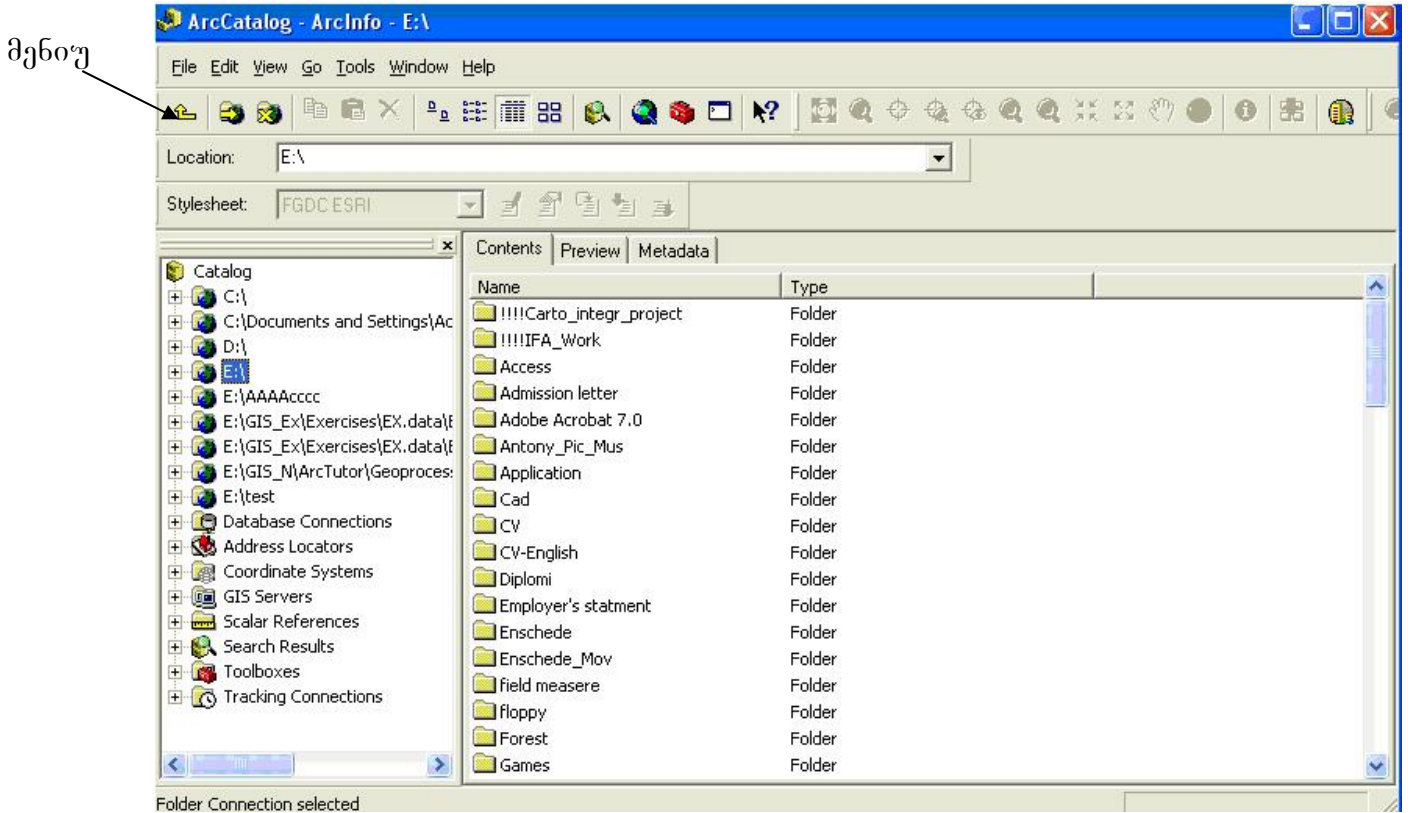 ArcCatalog - ArcInfo - E:\
მენიუ
File Edit View Go Tools Window Help
Location: E:\
Stylesheet: FGDC ESRI
Catalog
C:\
C:\Documents and Settings\Ac
D:\
E:\
E:\AAAAcccc
E:\GIS_Ex\Exercises\EX.data\E
E:\GIS_Ex\Exercises\EX.data\E
E:\GIS_N\ArcTutor\Geoproces
E:\test
Database Connections
Address Locators
Coordinate Systems
GIS Servers
Scalar References
Search Results
Toolboxes
Tracking Connections
Contents Preview Metadata
Name Type
!!!!Carto_integr_project Folder
!!!!IFA_Work Folder
Access Folder
Admission letter Folder
Adobe Acrobat 7.0 Folder
Antony_Pic_Mus Folder
Application Folder
Cad Folder
CV Folder
CV-English Folder
Diplomi Folder
Employer's statment Folder
Enschede Folder
Enschede_Mov Folder
field measere Folder
floppy Folder
Forest Folder
Games Folder
Folder Connection selected